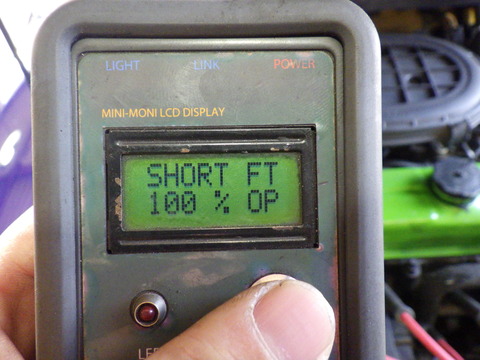 LIGHT LINK POWER
MINI-MONI LCD DISPLAY
SHORT FT
100 % OP